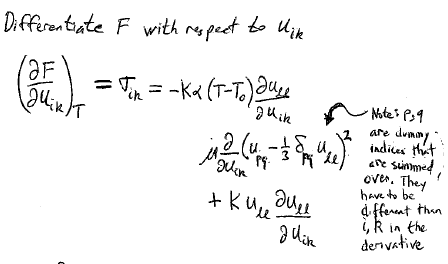 Differentiate F with respect to u_ik
(∂F/∂u_ik)_T = σ_ik = -Kα(T-T₀) ∂u_ll/∂u_ik
μ ∂/∂u_ik (u_pq - 1/3 δ_pq u_ll)²
+ K u_ll ∂u_ll/∂u_ik
Note: p,q
are dummy
indices that
are summed
over. They
have to be
different than
i, k in the
derivative